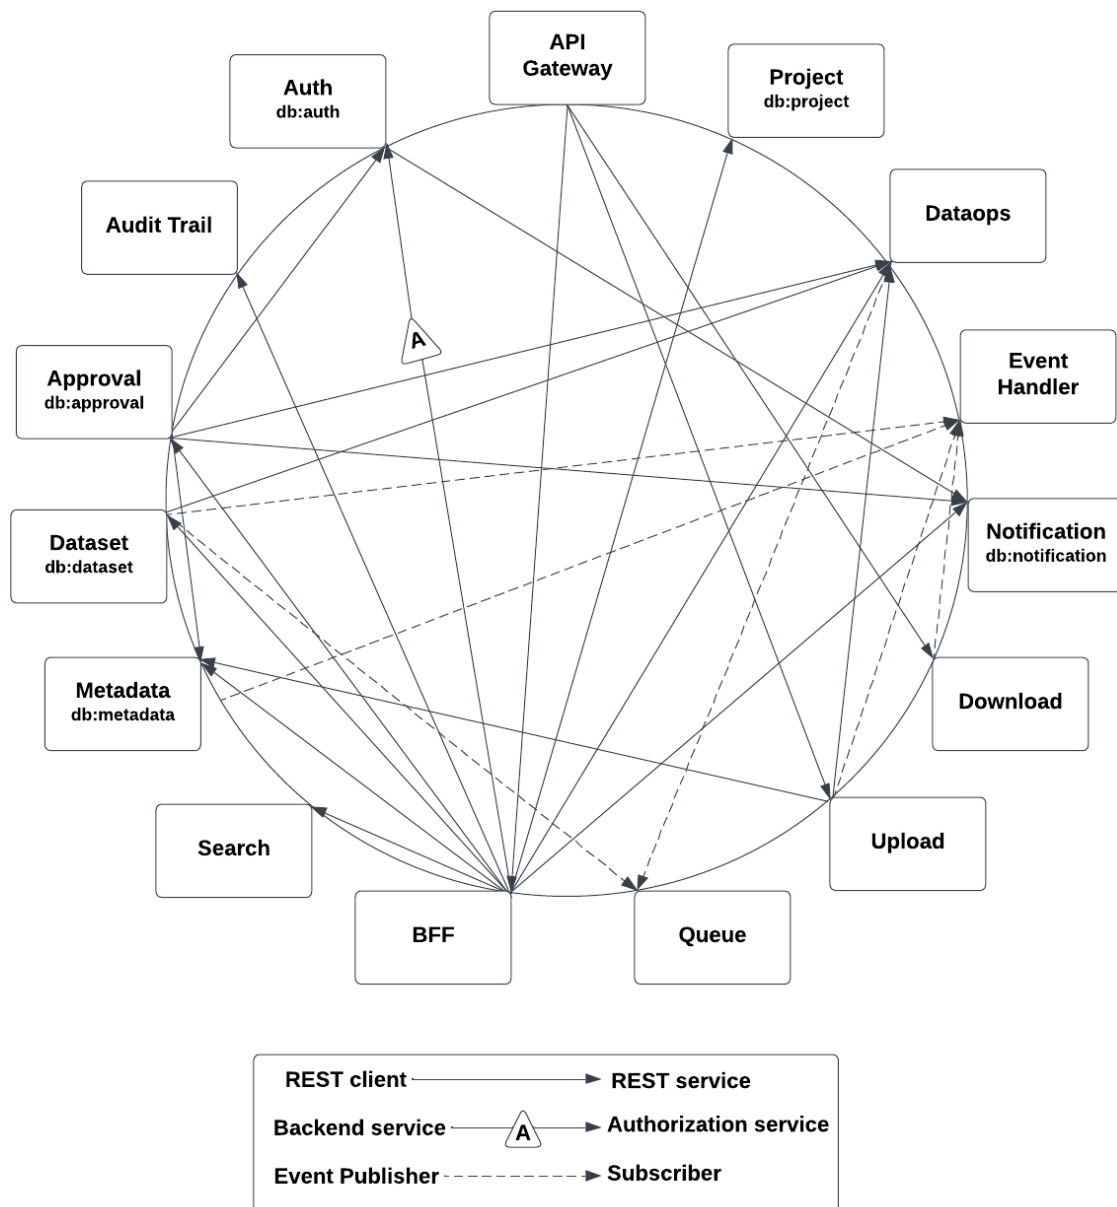 API
Gateway
Project
db:project
Auth
db:auth
Dataops
Audit Trail
A
Event
Handler
Approval
db:approval
Notification
db:notification
Dataset
db:dataset
Metadata
db:metadata
Download
Search
Upload
BFF
Queue
REST client
REST service
Backend service
A
Authorization service
Event Publisher
Subscriber